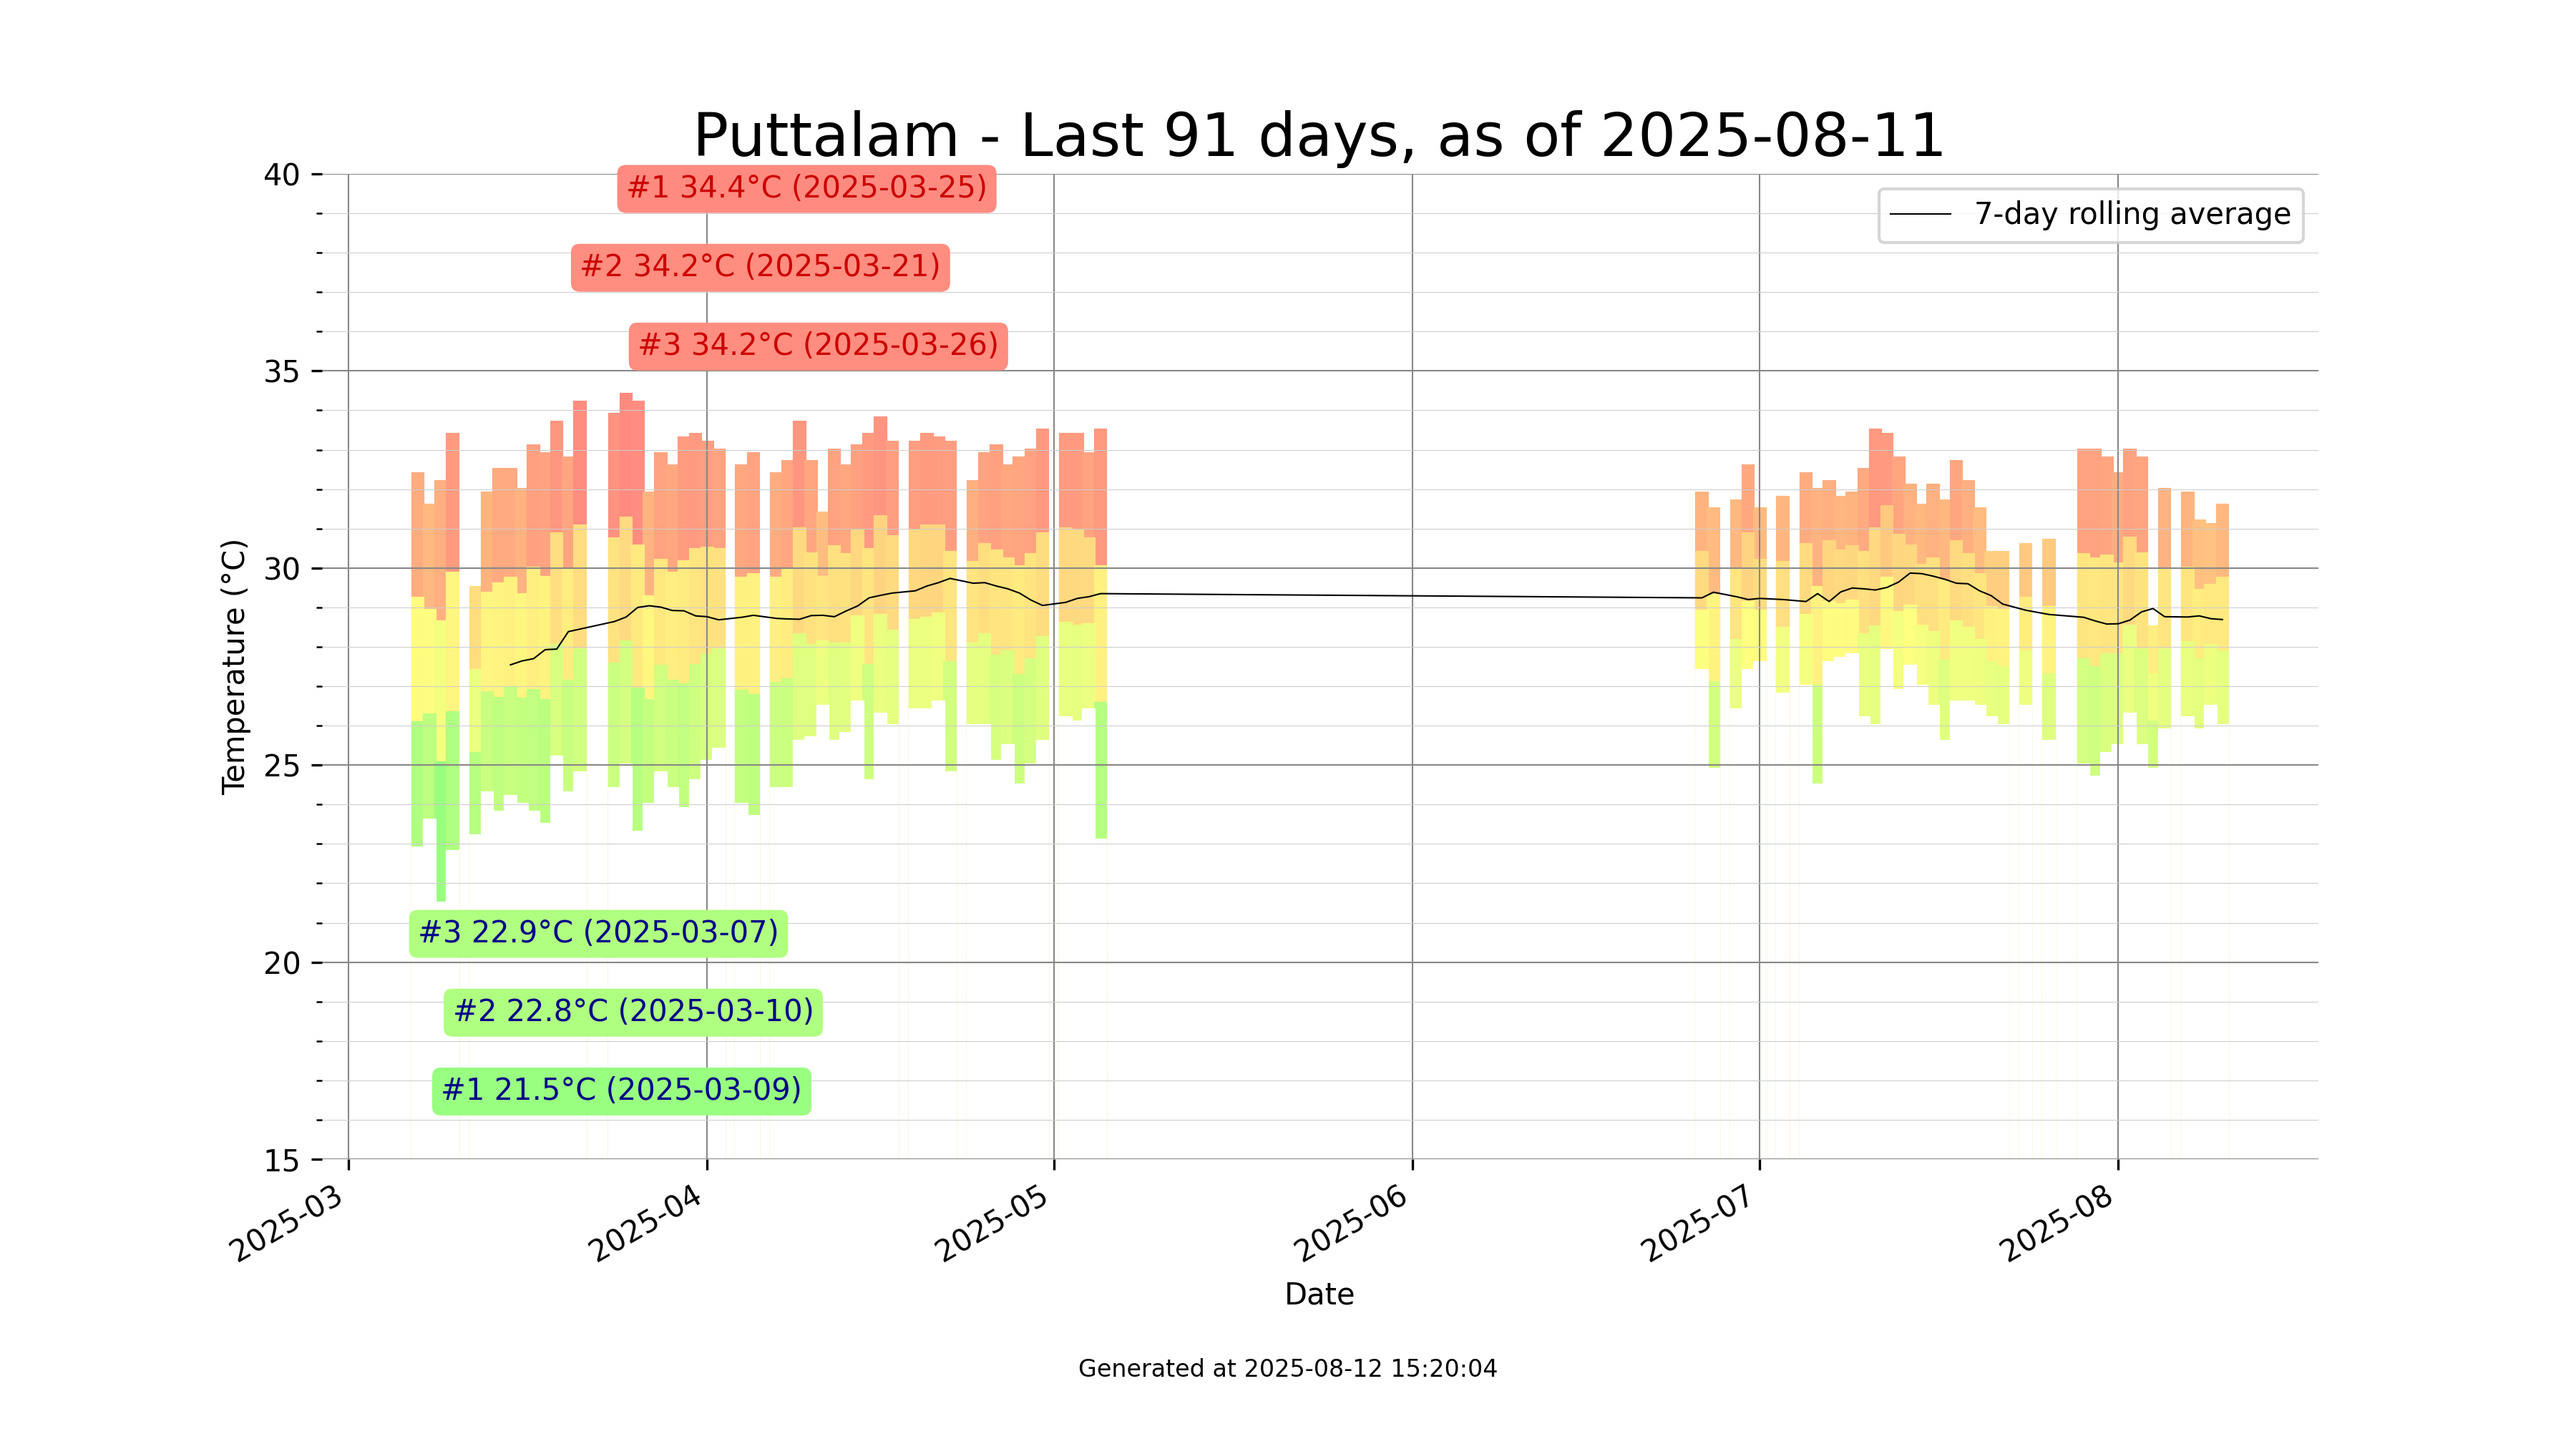 Puttalam - Last 91 days, as of 2025-08-11
#1 34.4°C (2025-03-25)
#2 34.2°C (2025-03-21)
#3 34.2°C (2025-03-26)
7-day rolling average
40
35
30
25
20
15
Temperature (°C)
#3 22.9°C (2025-03-07)
#2 22.8°C (2025-03-10)
#1 21.5°C (2025-03-09)
2025-03
2025-04
2025-05
2025-06
2025-07
2025-08
Date
Generated at 2025-08-12 15:20:04